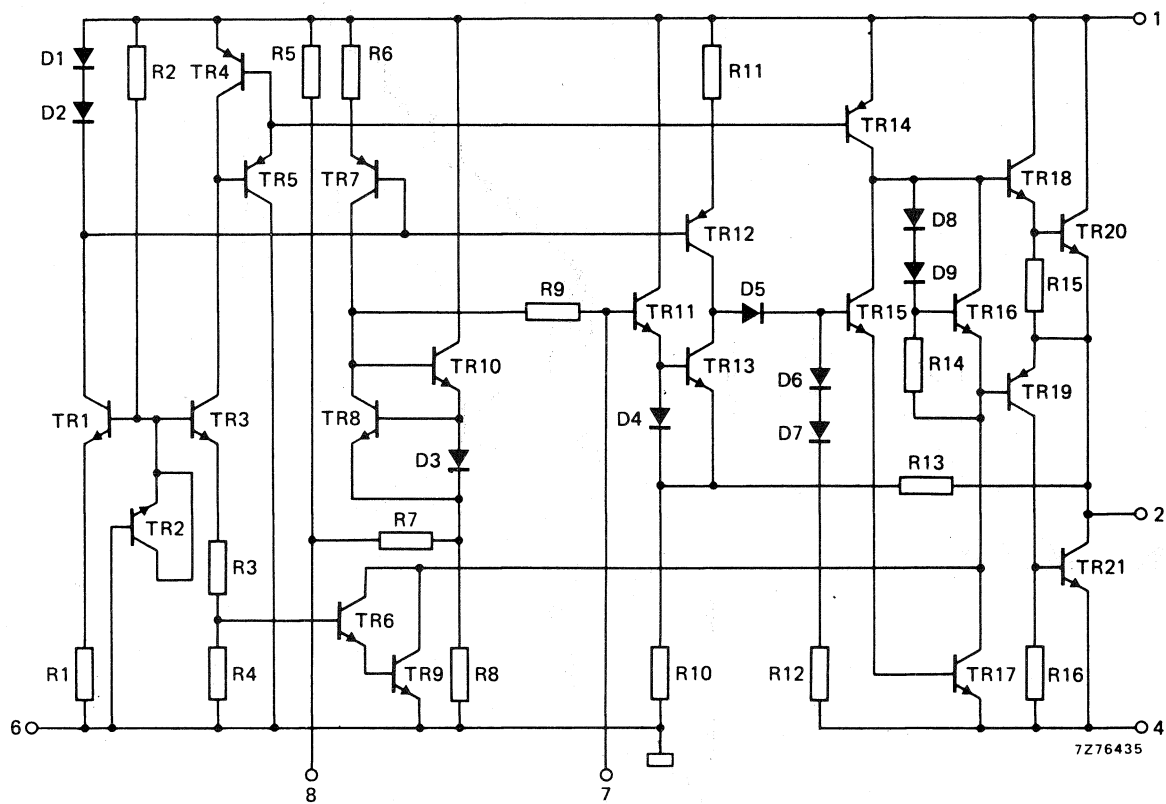 1
D1
R2
TR4
R5
R6
R11
D2
TR14
TR5
TR7
TR18
D8
TR12
TR20
D9
R15
R9
D5
TR11
TR15
TR16
TR10
TR13
R14
D6
TR19
TR1
TR3
TR8
D4
D7
D3
R13
TR2
R7
2
R3
TR21
TR6
R1
R4
TR9
R8
R10
R12
TR17
R16
6
4
7Z76435
8
7